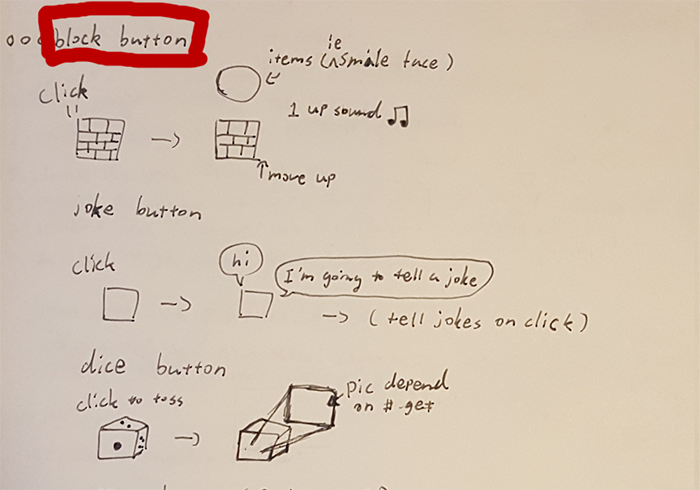 block button
ie
items (^smile face)
click
1 up sound
move up
joke button
click
hi
I'm going to tell a joke
(tell jokes on click)
dice button
click to toss
pic depend
on # get